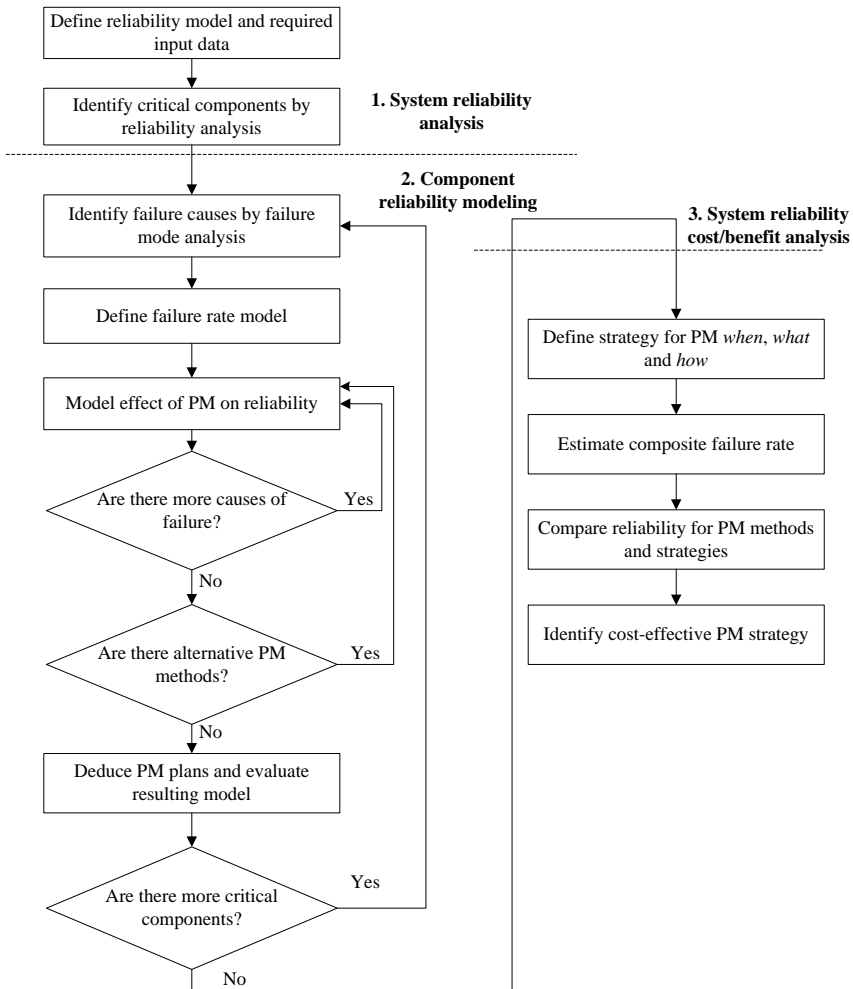 Define reliability model and required
input data
Identify critical components by
reliability analysis
1. System reliability
analysis
2. Component
reliability modeling
Identify failure causes by failure
mode analysis
Define failure rate model
Model effect of PM on reliability
Are there more causes of
failure?
Yes
No
Are there alternative PM
methods?
Yes
No
Deduce PM plans and evaluate
resulting model
Are there more critical
components?
Yes
No
3. System reliability
cost/benefit analysis
Define strategy for PM when, what
and how
Estimate composite failure rate
Compare reliability for PM methods
and strategies
Identify cost-effective PM strategy